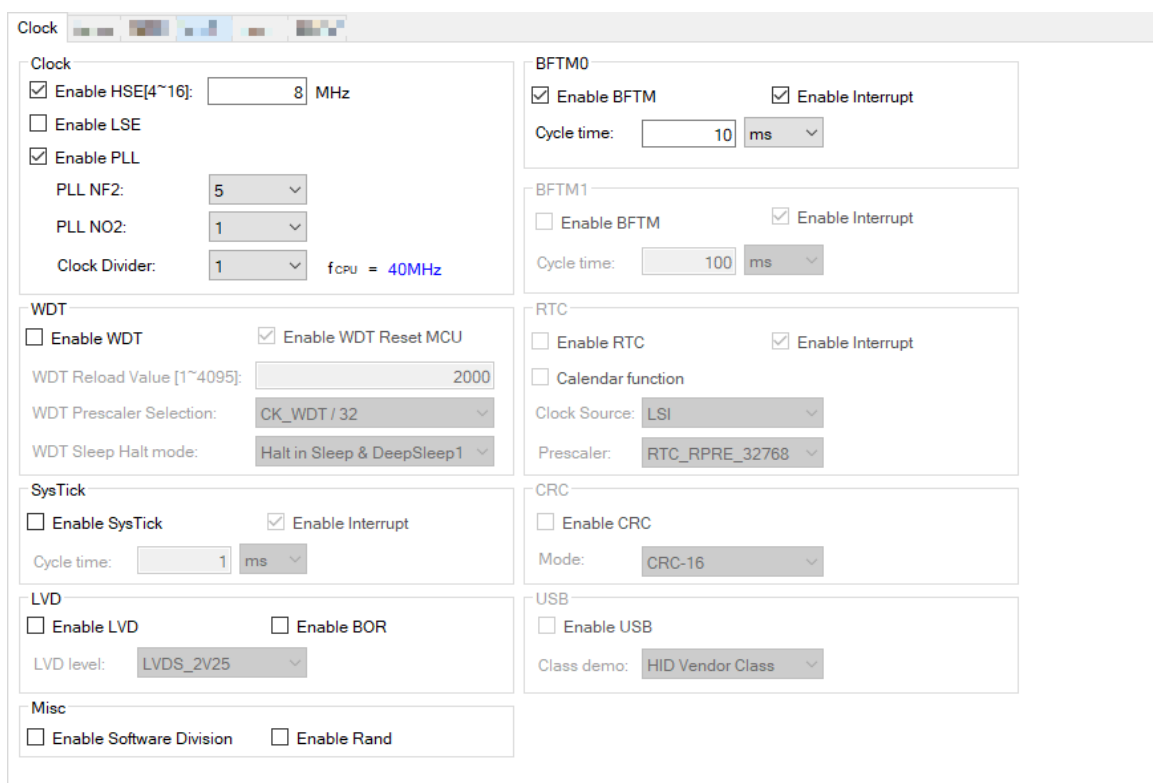 Clock
Clock
Enable HSE[4~16]: 8 MHz
Enable LSE
Enable PLL
PLL NF2: 5
PLL NO2: 1
Clock Divider: 1 fCPU = 40MHz
WDT
Enable WDT Enable WDT Reset MCU
WDT Reload Value [1~4095]: 2000
WDT Prescaler Selection: CK_WDT / 32
WDT Sleep Halt mode: Halt in Sleep & DeepSleep1
SysTick
Enable SysTick Enable Interrupt
Cycle time: 1 ms
LVD
Enable LVD Enable BOR
LVD level: LVDS_2V25
Misc
Enable Software Division Enable Rand
BFTM0
Enable BFTM Enable Interrupt
Cycle time: 10 ms
BFTM1
Enable BFTM Enable Interrupt
Cycle time: 100 ms
RTC
Enable RTC Enable Interrupt
Calendar function
Clock Source: LSI
Prescaler: RTC_RPRE_32768
CRC
Enable CRC
Mode: CRC-16
USB
Enable USB
Class demo: HID Vendor Class